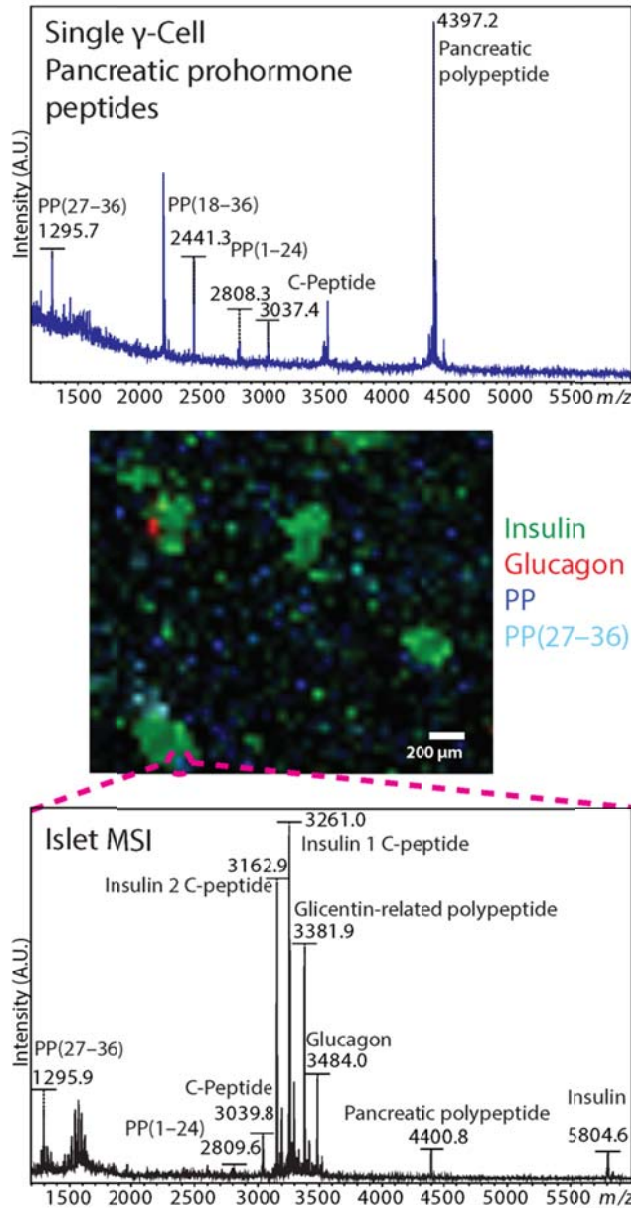 Single γ-Cell
Pancreatic prohormone
peptides
4397.2
Pancreatic
polypeptide
PP(27–36)
1295.7
PP(18–36)
2441.3
PP(1–24)
2808.3
3037.4
C-Peptide
Intensity (A.U.)
1500 2000 2500 3000 3500 4000 4500 5000 5500 m/z
Insulin
Glucagon
PP
PP(27–36)
200 µm
Islet MSI
3261.0
Insulin 1 C-peptide
3162.9
Insulin 2 C-peptide
Glicentin-related polypeptide
3381.9
Glucagon
3484.0
PP(27–36)
1295.9
C-Peptide
3039.8
PP(1–24)
2809.6
Pancreatic polypeptide
4400.8
Insulin
5804.6
Intensity (A.U.)
1500 2000 2500 3000 3500 4000 4500 5000 5500 m/z